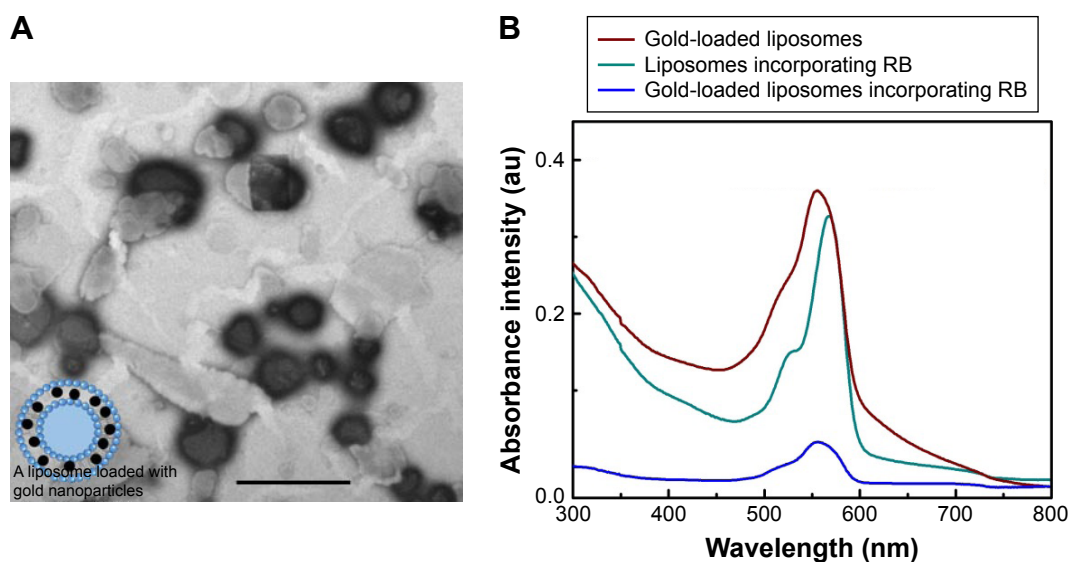 A
A liposome loaded with
gold nanoparticles
B
Gold-loaded liposomes
Liposomes incorporating RB
Gold-loaded liposomes incorporating RB
Absorbance intensity (au)
0.4
0.2
0.0
300 400 500 600 700 800
Wavelength (nm)